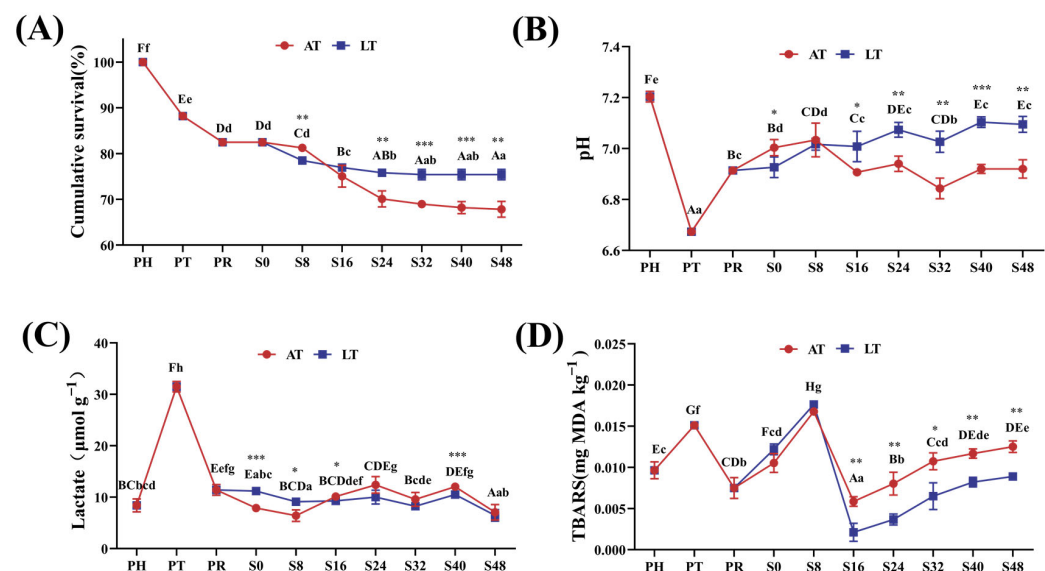 (A)
Cumulative survival(%)
AT LT
100
90
80
70
60
Ff
Ee
Dd
Dd
**
Cd
Bc
**
ABb
***
Aab
***
Aab
**
Aa
PH PT PR S0 S8 S16 S24 S32 S40 S48
(B)
pH
AT LT
7.4
7.2
7.0
6.8
6.6
Fe
Aa
Bc
*
Bd
CDd
*
Cc
**
DEc
**
CDb
***
Ec
**
Ec
PH PT PR S0 S8 S16 S24 S32 S40 S48
(C)
Lactate (μmol g−1)
AT LT
40
30
20
10
0
BCbcd
Fh
Eefg
***
Eabc
*
BCDa
*
BCDdef
CDEg
Bcde
***
DEfg
Aab
PH PT PR S0 S8 S16 S24 S32 S40 S48
(D)
TBARS(mg MDA kg−1)
AT LT
0.025
0.020
0.015
0.010
0.005
0.000
Ec
Gf
CDb
Fcd
Hg
**
Aa
**
Bb
*
Ccd
**
DEde
**
DEe
PH PT PR S0 S8 S16 S24 S32 S40 S48